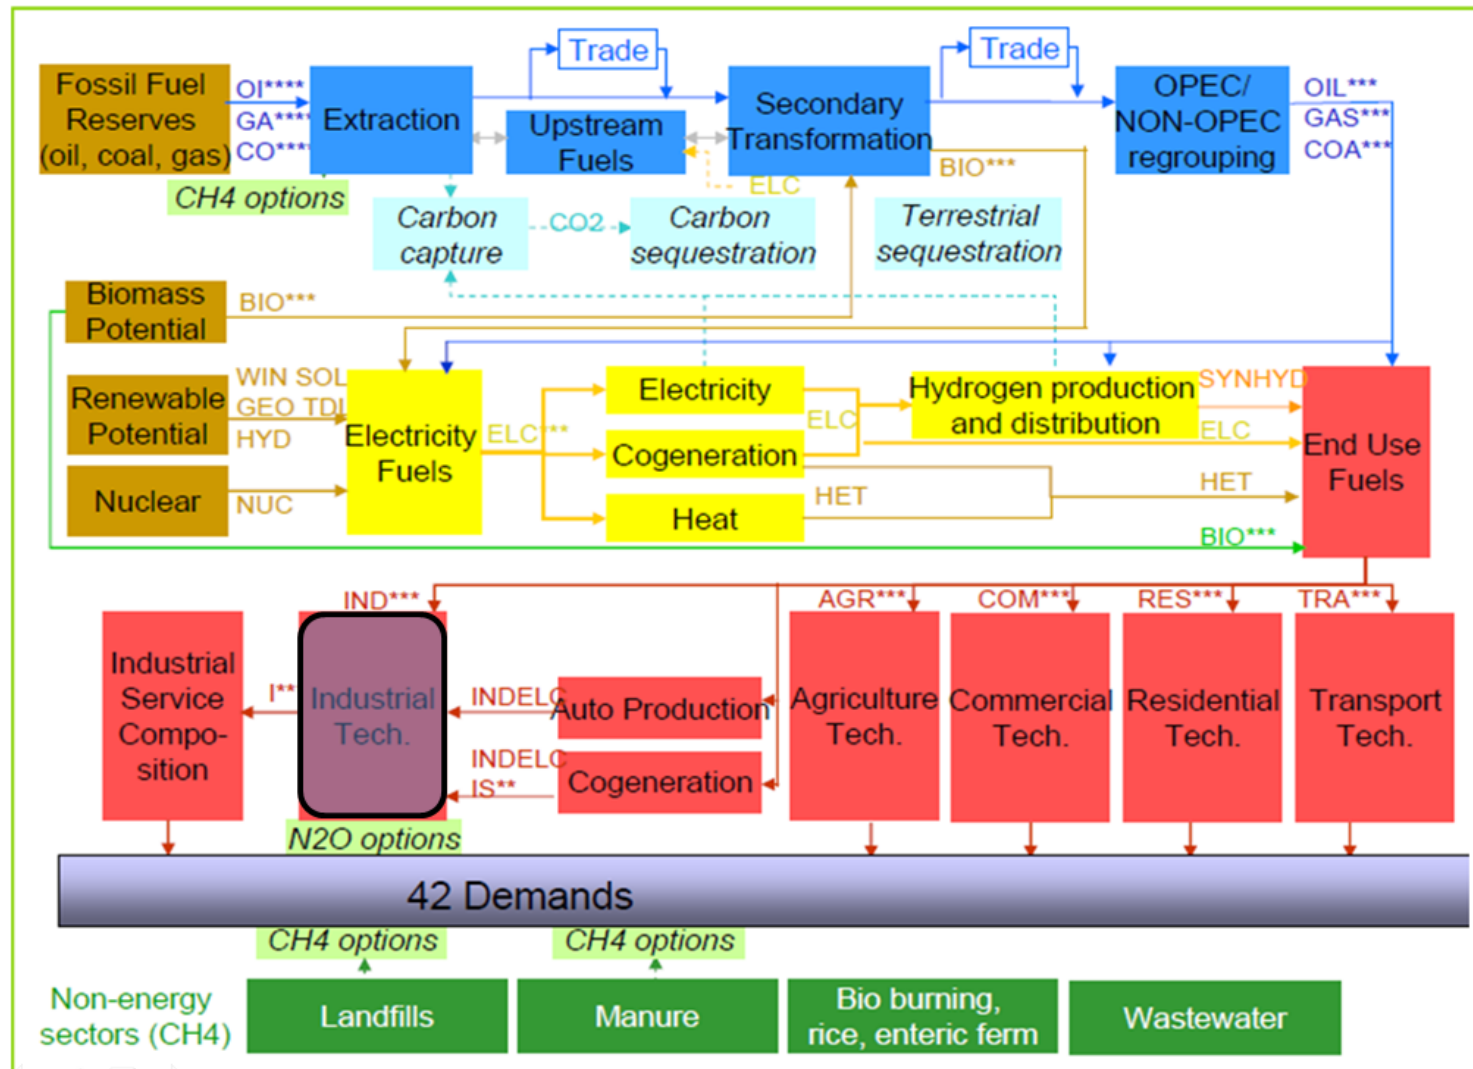 Trade
Trade
Fossil Fuel
Reserves
(oil, coal, gas)
OI****
GA****
CO****
Extraction
Upstream
Fuels
Secondary
Transformation
OPEC/
NON-OPEC
regrouping
OIL***
GAS***
COA***
CH4 options
ELC
BIO***
Carbon
capture
CO2
Carbon
sequestration
Terrestrial
sequestration
Biomass
Potential
BIO***
Renewable
Potential
WIN SOL
GEO TDL
HYD
Nuclear
NUC
Electricity
Fuels
ELC***
Electricity
Cogeneration
Heat
ELC
HET
Hydrogen production
and distribution
SYNHYD
ELC
HET
BIO***
End Use
Fuels
IND***
AGR***
COM***
RES***
TRA***
Industrial
Service
Compo-
sition
I**
Industrial
Tech.
INDELC
Auto Production
INDELC
IS**
Cogeneration
Agriculture
Tech.
Commercial
Tech.
Residential
Tech.
Transport
Tech.
N2O options
42 Demands
CH4 options
CH4 options
Non-energy
sectors (CH4)
Landfills
Manure
Bio burning,
rice, enteric ferm
Wastewater